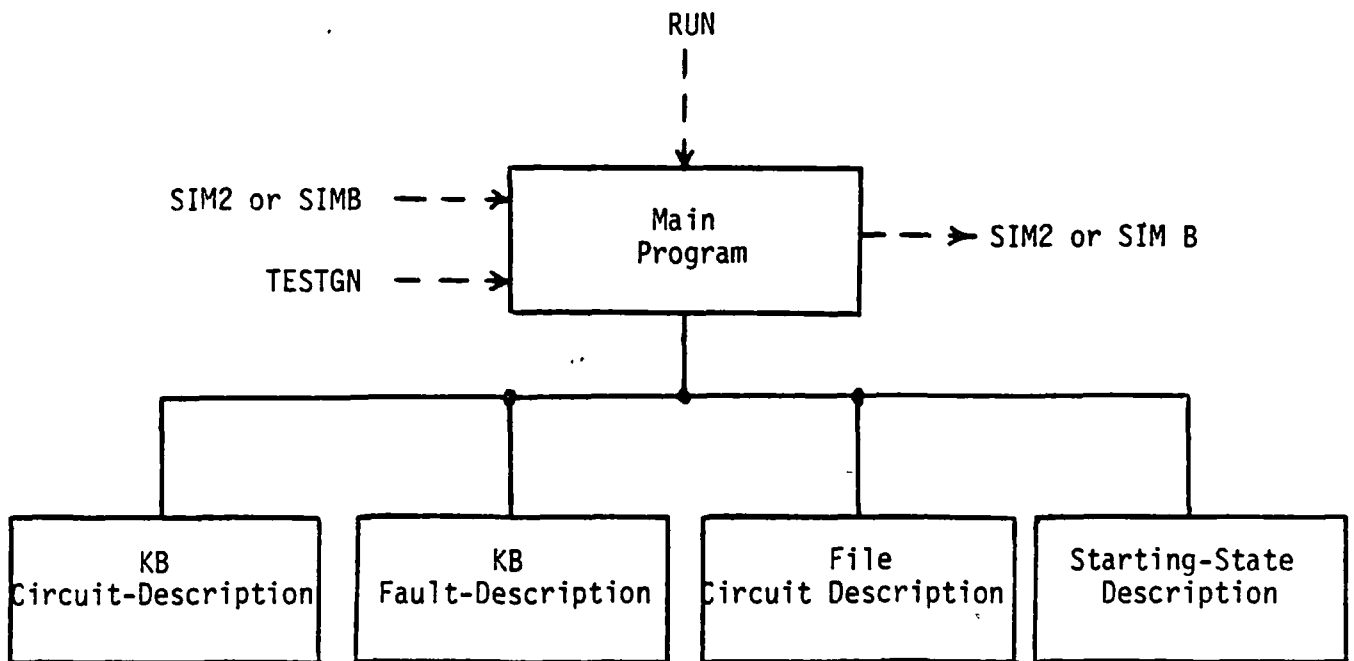 RUN
SIM2 or SIMB
Main
Program
SIM2 or SIM B
TESTGN
KB
Circuit-Description
KB
Fault-Description
File
Circuit Description
Starting-State
Description